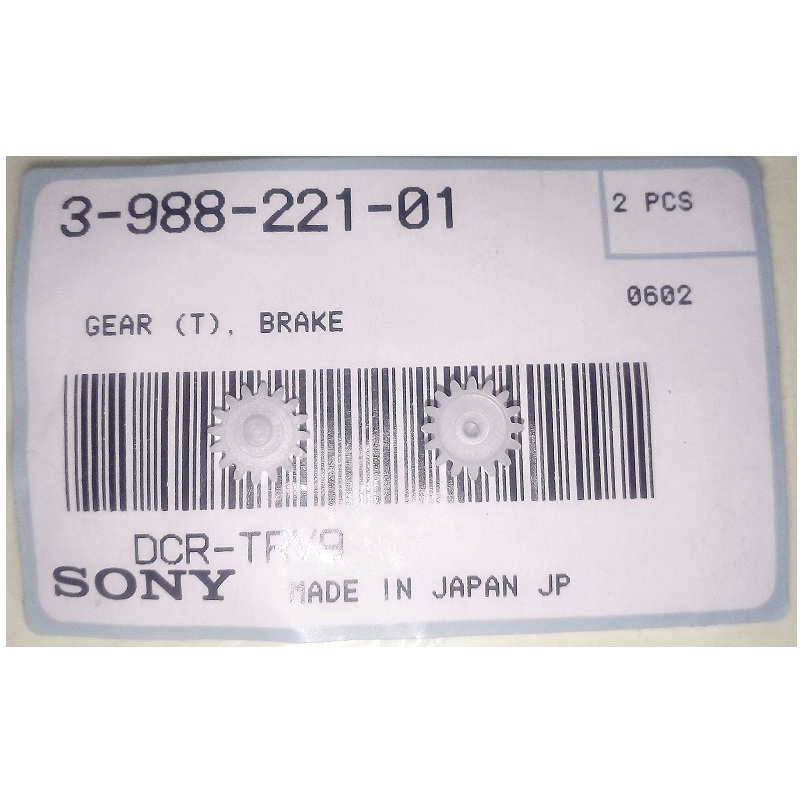 3-988-221-01
2 PCS
0602
GEAR (T), BRAKE
DCR-TRV9
SONY
MADE IN JAPAN JP